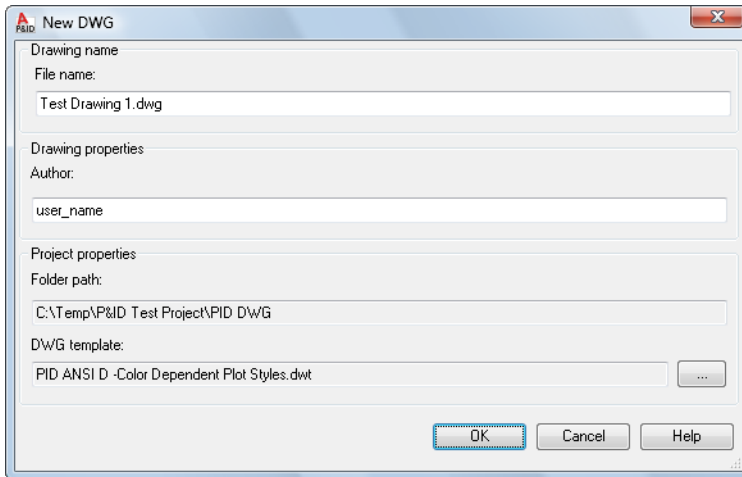 A
P&ID
New DWG
Drawing name
File name:
Test Drawing 1.dwg
Drawing properties
Author:
user_name
Project properties
Folder path:
C:\Temp\P&ID Test Project\PID DWG
DWG template:
PID ANSI D -Color Dependent Plot Styles.dwt
...
OK Cancel Help